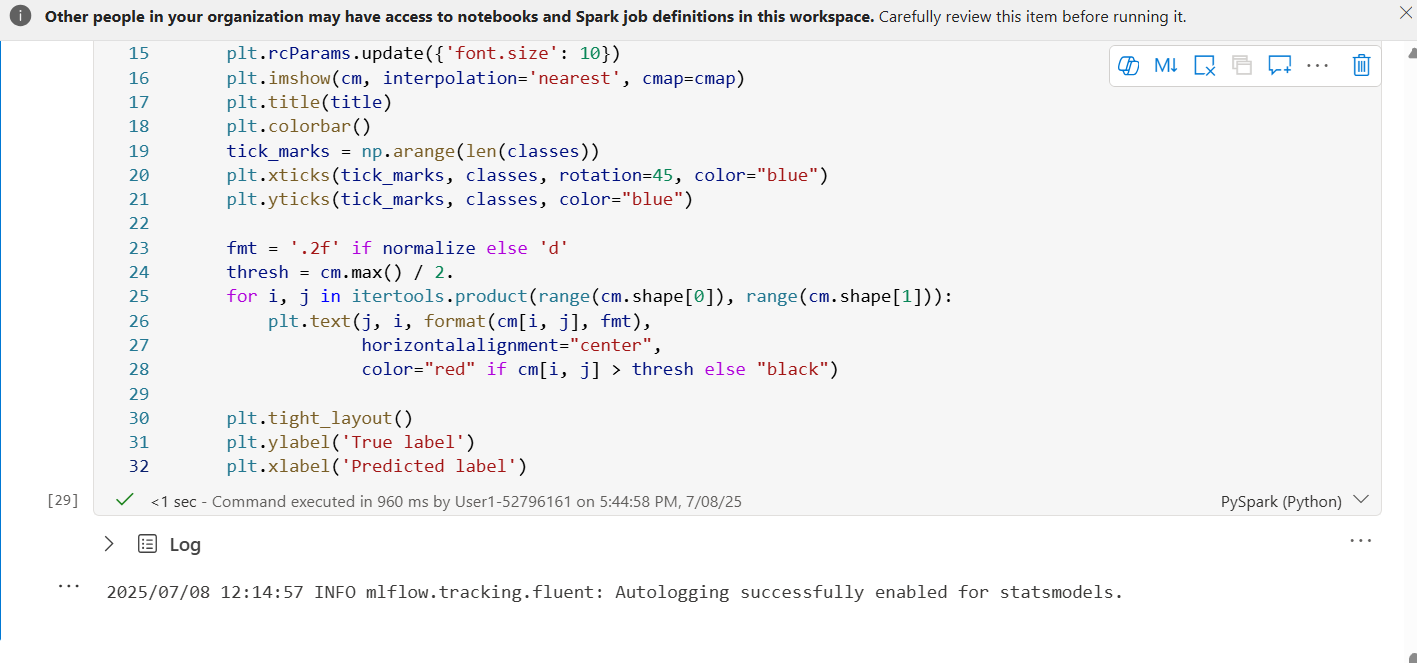 Other people in your organization may have access to notebooks and Spark job definitions in this workspace. Carefully review this item before running it.
15 plt.rcParams.update({'font.size': 10})
16 plt.imshow(cm, interpolation='nearest', cmap=cmap)
17 plt.title(title)
18 plt.colorbar()
19 tick_marks = np.arange(len(classes))
20 plt.xticks(tick_marks, classes, rotation=45, color="blue")
21 plt.yticks(tick_marks, classes, color="blue")
22
23 fmt = '.2f' if normalize else 'd'
24 thresh = cm.max() / 2.
25 for i, j in itertools.product(range(cm.shape[0]), range(cm.shape[1])):
26     plt.text(j, i, format(cm[i, j], fmt),
27              horizontalalignment="center",
28              color="red" if cm[i, j] > thresh else "black")
29
30 plt.tight_layout()
31 plt.ylabel('True label')
32 plt.xlabel('Predicted label')
M↓
[29] <1 sec - Command executed in 960 ms by User1-52796161 on 5:44:58 PM, 7/08/25 PySpark (Python)
Log
2025/07/08 12:14:57 INFO mlflow.tracking.fluent: Autologging successfully enabled for statsmodels.